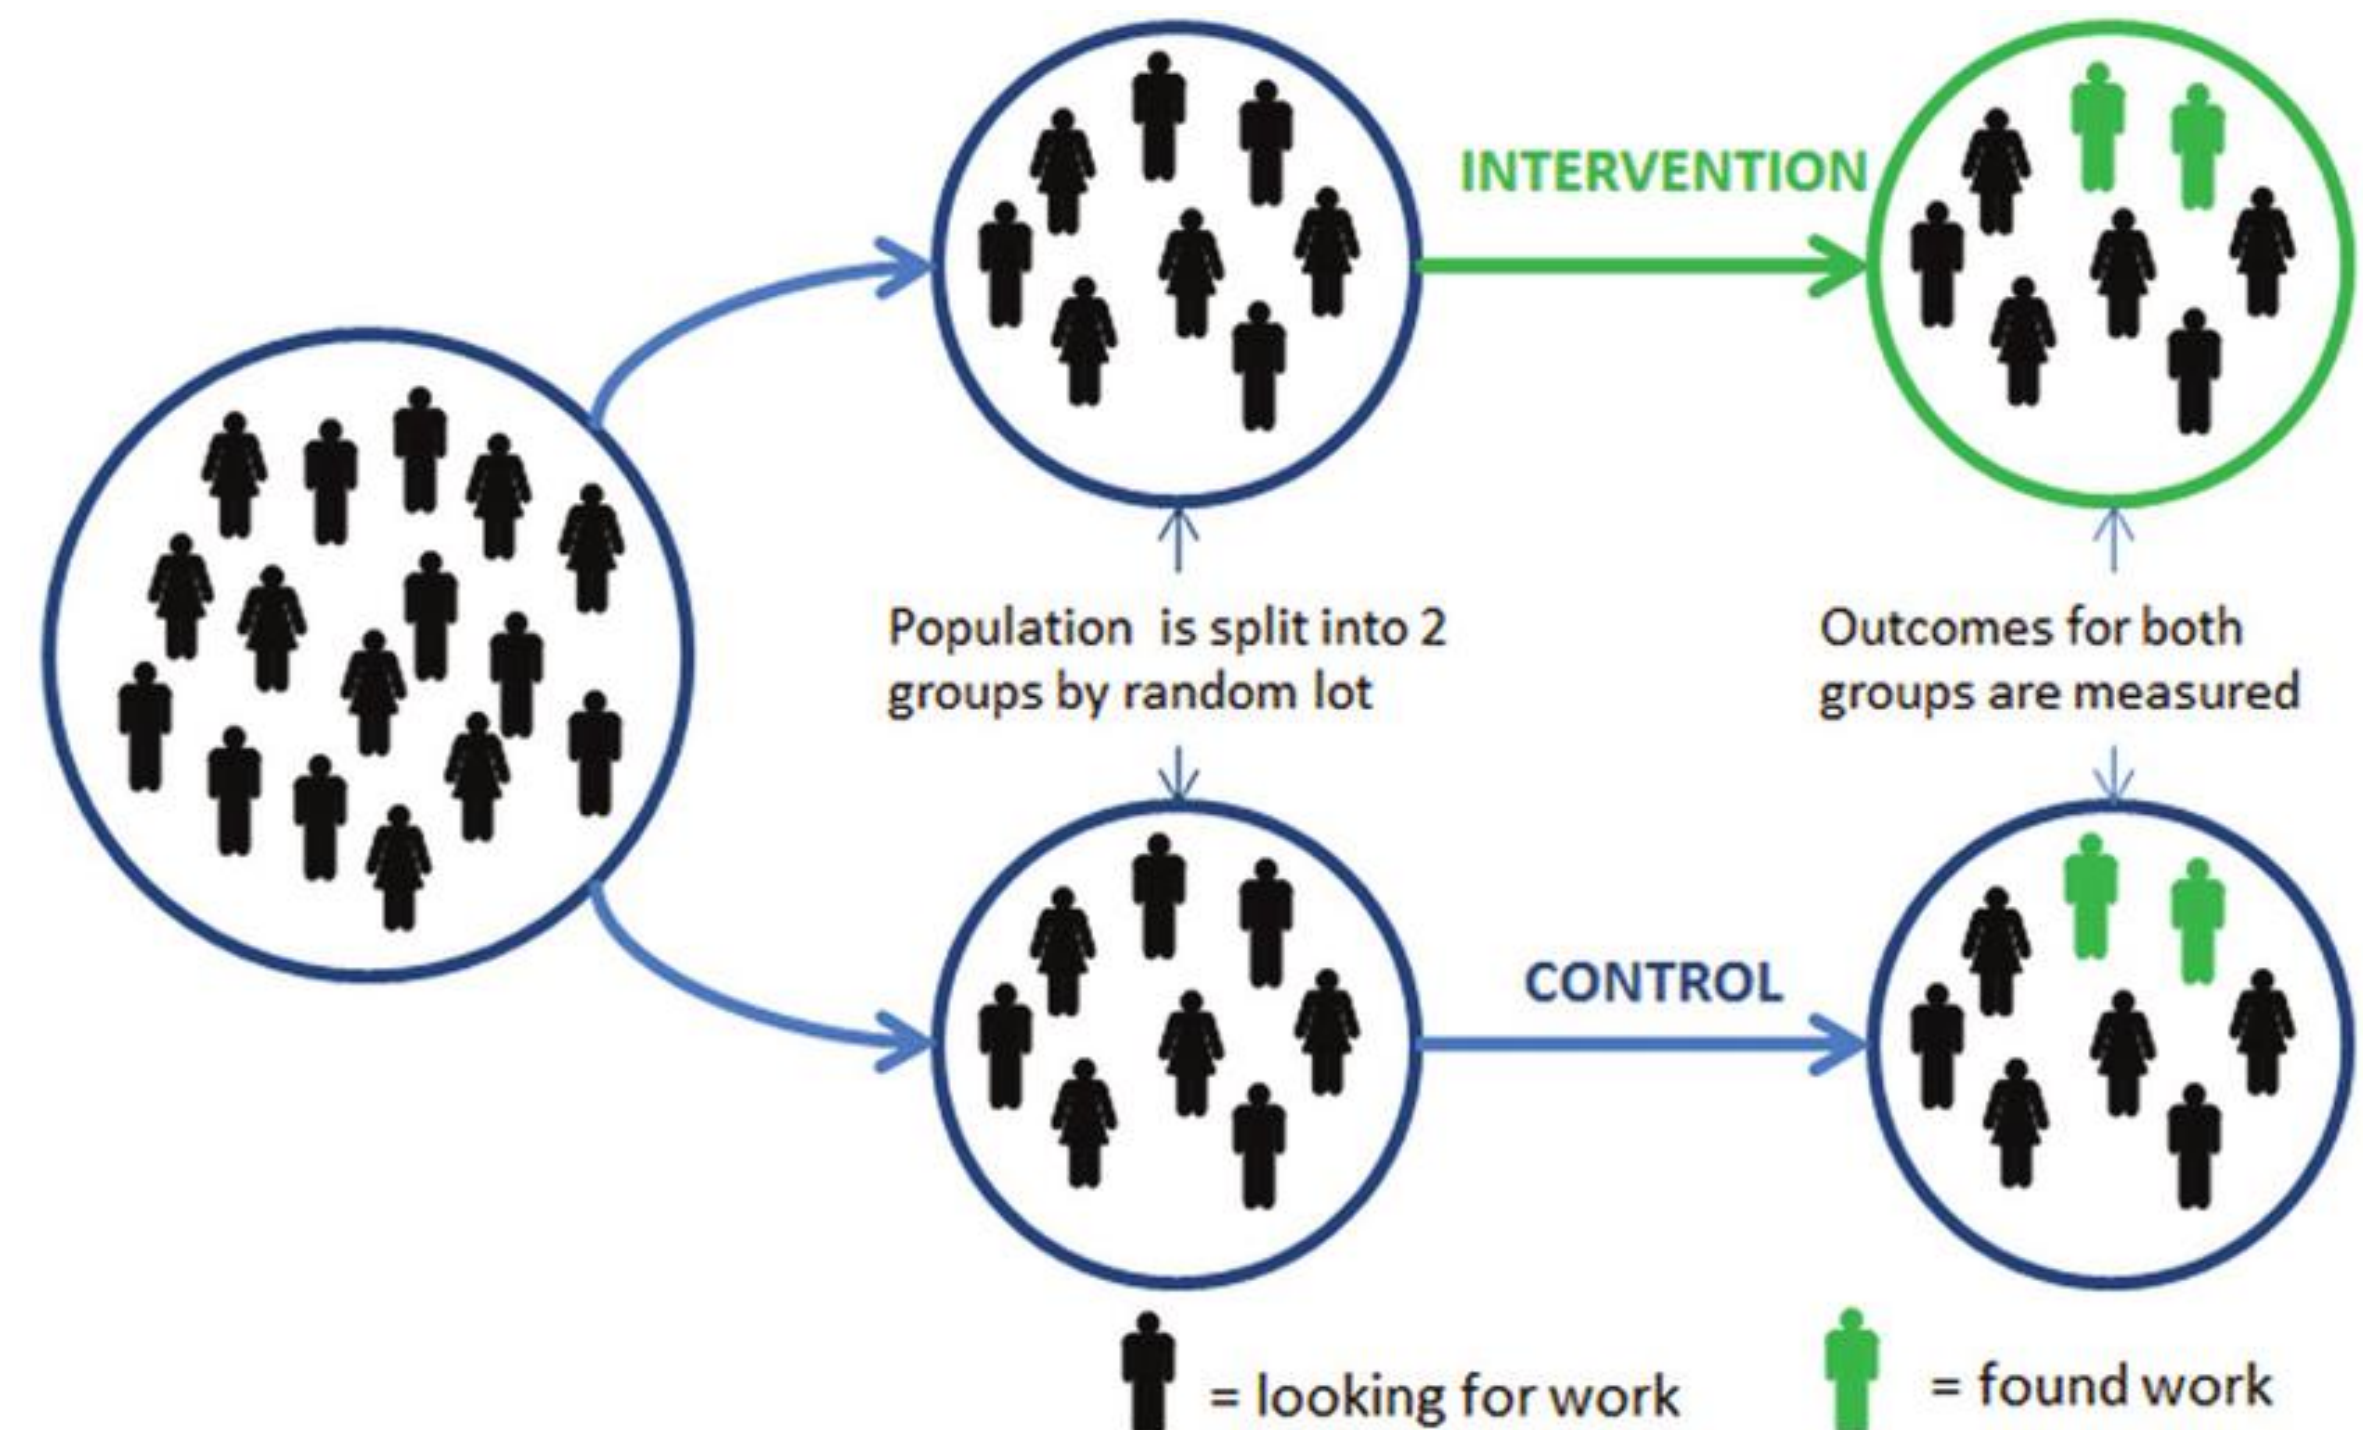 INTERVENTION
Population is split into 2
groups by random lot
Outcomes for both
groups are measured
CONTROL
= looking for work
= found work